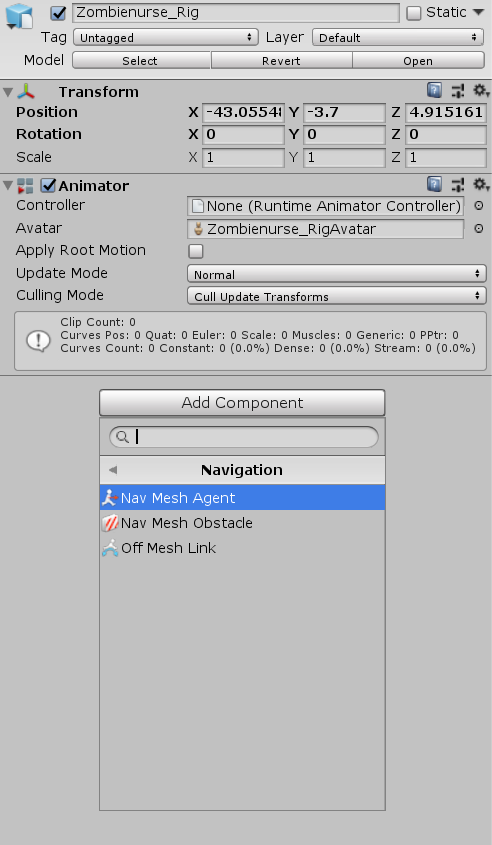 Zombienurse_Rig Static
Tag Untagged Layer Default
Model Select Revert Open
Transform
Position X -43.0554 Y -3.7 Z 4.915161
Rotation X 0 Y 0 Z 0
Scale X 1 Y 1 Z 1
Animator
Controller None (Runtime Animator Controller)
Avatar Zombienurse_RigAvatar
Apply Root Motion
Update Mode Normal
Culling Mode Cull Update Transforms
Clip Count: 0
Curves Pos: 0 Quat: 0 Euler: 0 Scale: 0 Muscles: 0 Generic: 0 PPtr: 0
Curves Count: 0 Constant: 0 (0.0%) Dense: 0 (0.0%) Stream: 0 (0.0%)
Add Component
Navigation
Nav Mesh Agent
Nav Mesh Obstacle
Off Mesh Link